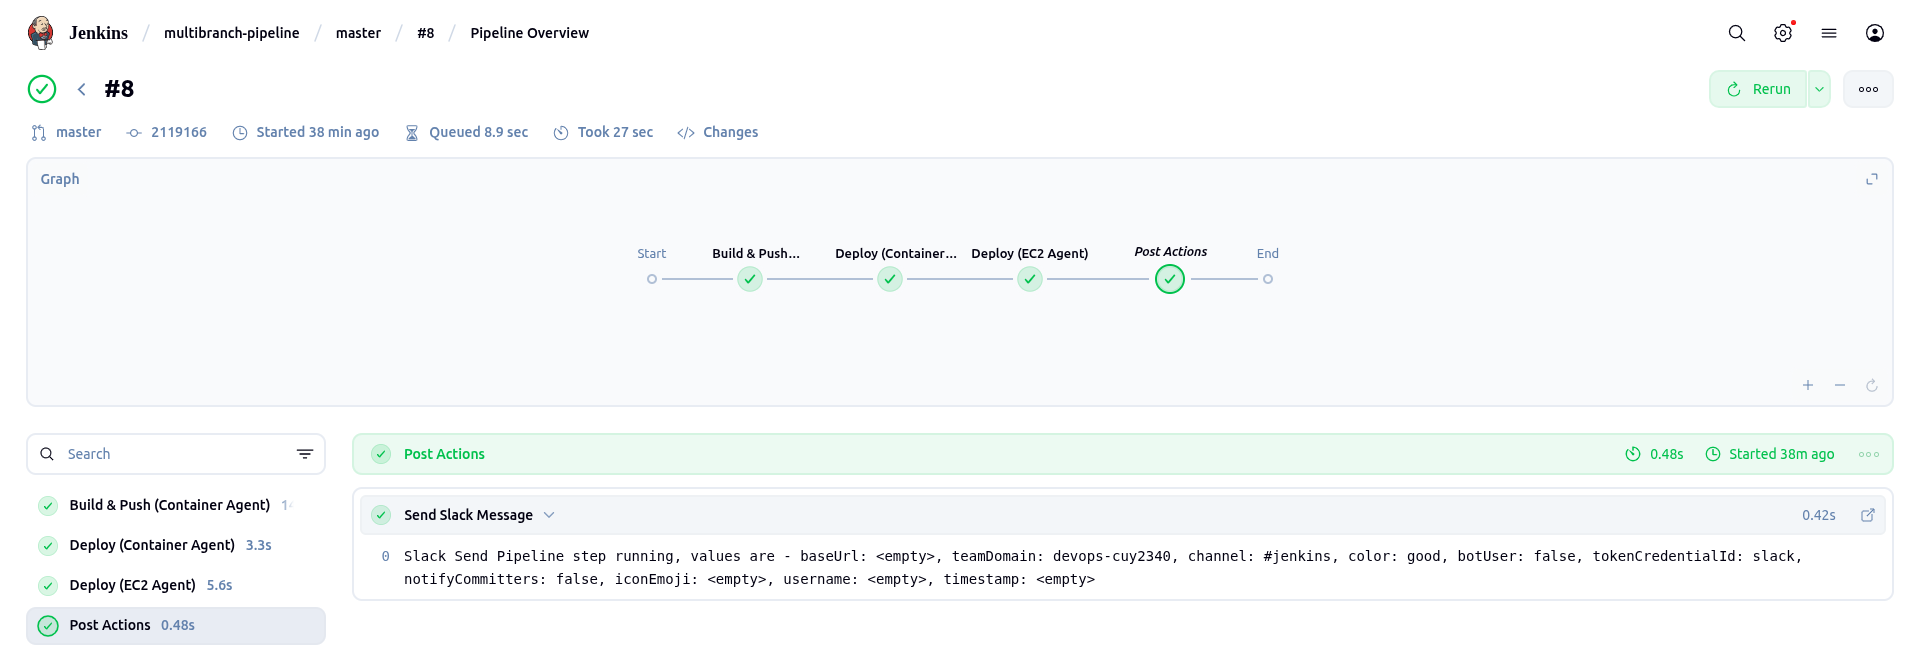 Jenkins / multibranch-pipeline / master / #8 / Pipeline Overview
#8
Rerun
master 2119166 Started 38 min ago Queued 8.9 sec Took 27 sec Changes
Graph
Start Build & Push... Deploy (Container... Deploy (EC2 Agent) Post Actions End
Search
Post Actions 0.48s Started 38m ago
Build & Push (Container Agent)
Deploy (Container Agent) 3.3s
Deploy (EC2 Agent) 5.6s
Post Actions 0.48s
Send Slack Message 0.42s
0 Slack Send Pipeline step running, values are - baseUrl: <empty>, teamDomain: devops-cuy2340, channel: #jenkins, color: good, botUser: false, tokenCredentialId: slack,
notifyCommitters: false, iconEmoji: <empty>, username: <empty>, timestamp: <empty>